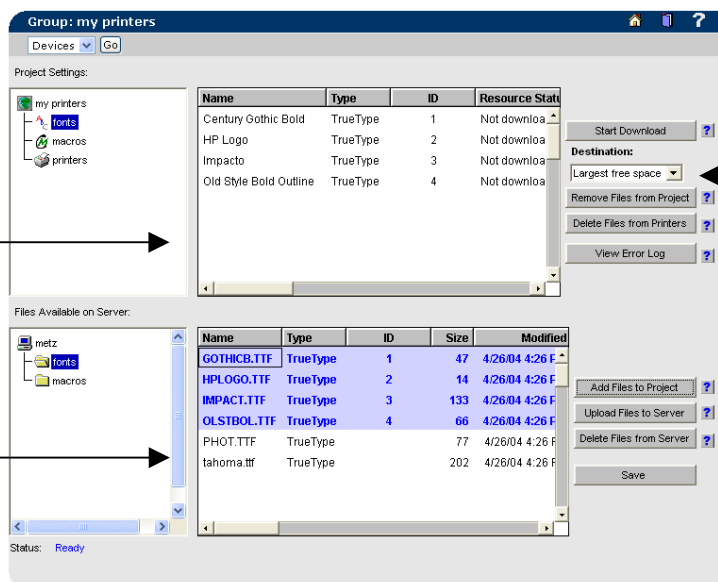 Group: my printers ?
Devices Go
Project Settings:
my printers
fonts
macros
printers
Name Type ID Resource Statu
Century Gothic Bold TrueType 1 Not downloa
HP Logo TrueType 2 Not downloa
Impacto TrueType 3 Not downloa
Old Style Bold Outline TrueType 4 Not downloa
Start Download ?
Destination:
Largest free space
Remove Files from Project ?
Delete Files from Printers ?
View Error Log ?
Files Available on Server:
metz
fonts
macros
Name Type ID Size Modified
GOTHICB.TTF TrueType 1 47 4/26/04 4:26 F
HPLOGO.TTF TrueType 2 14 4/26/04 4:26 F
IMPACT.TTF TrueType 3 133 4/26/04 4:26 F
OLSTBOL.TTF TrueType 4 66 4/26/04 4:26 F
PHOT.TTF TrueType 77 4/26/04 4:26 F
tahoma.ttf TrueType 202 4/26/04 4:26 F
Add Files to Project ?
Upload Files to Server ?
Delete Files from Server ?
Save
Status: Ready